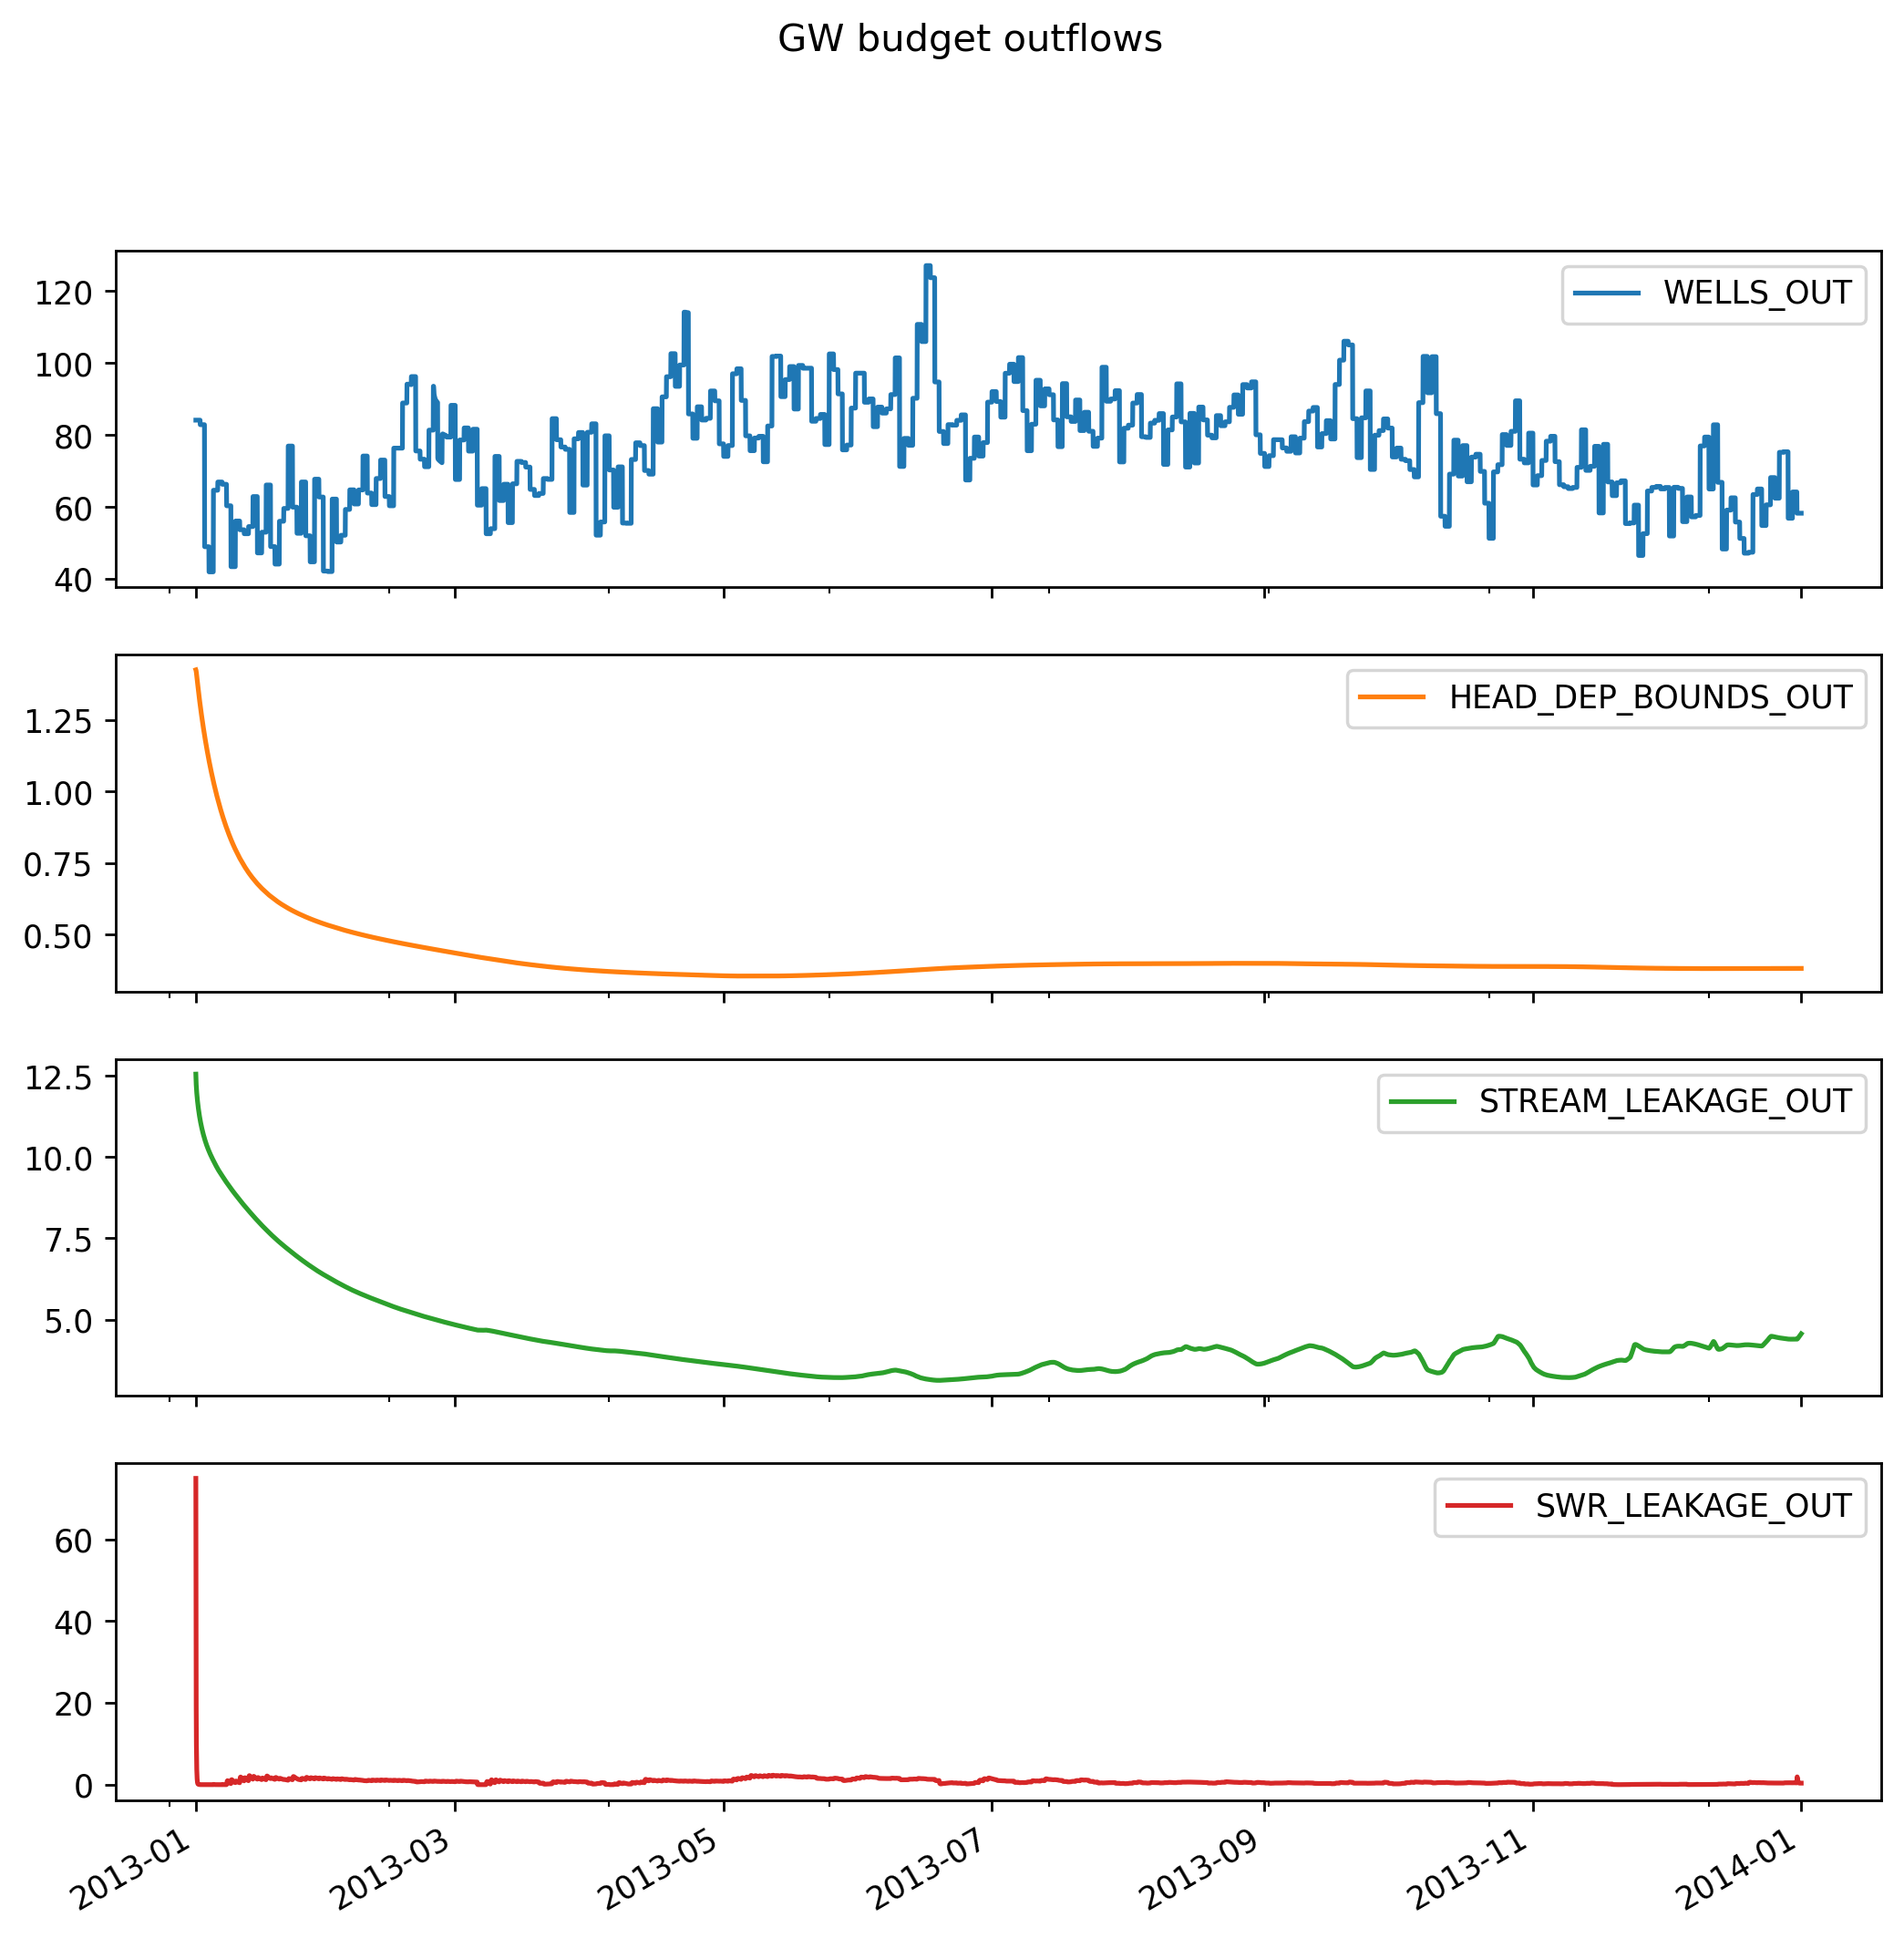 GW budget outflows
WELLS_OUT
120
100
80
60
40
HEAD_DEP_BOUNDS_OUT
1.25
1.00
0.75
0.50
STREAM_LEAKAGE_OUT
12.5
10.0
7.5
5.0
SWR_LEAKAGE_OUT
60
40
20
0
2013-01 2013-03 2013-05 2013-07 2013-09 2013-11 2014-01